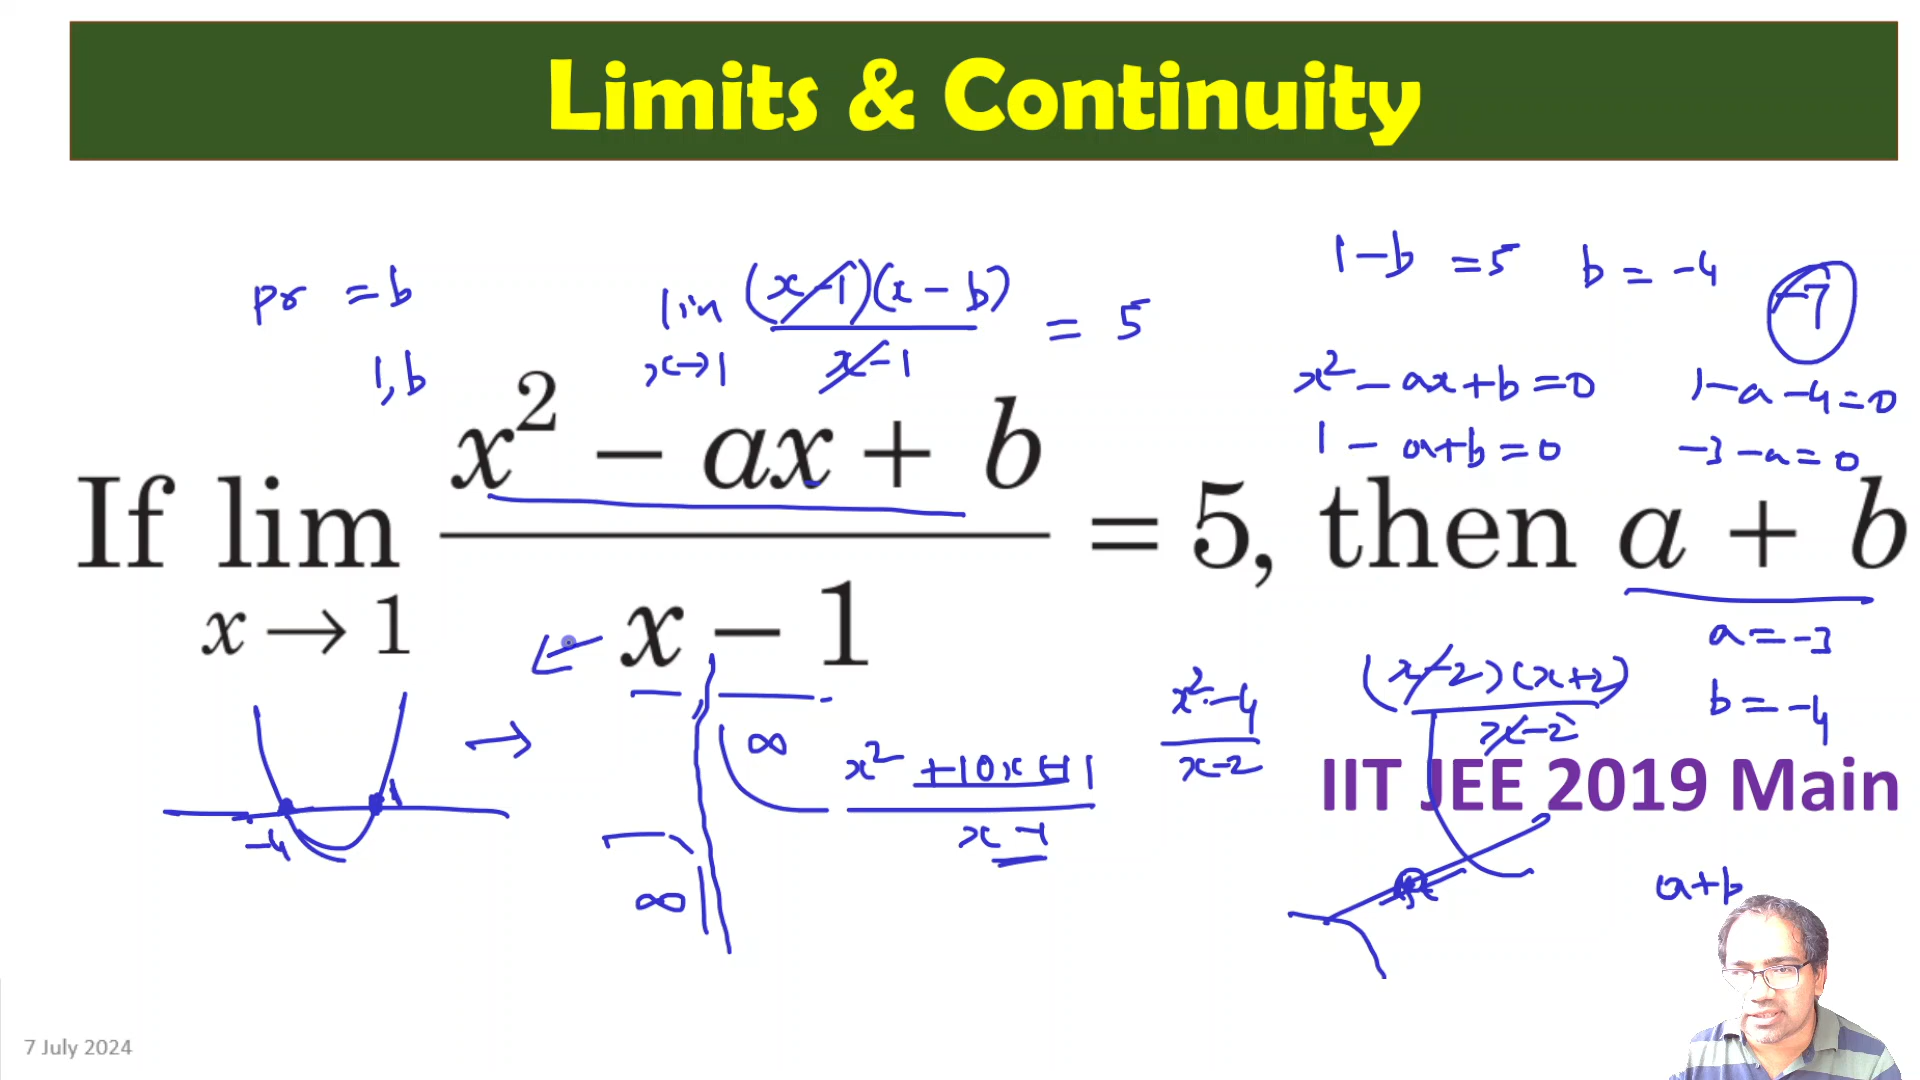 Limits & Continuity
pr = b
1, b
lim x→1 (x-1)(x-b) / x-1 = 5
1-b = 5
b = -4
-7
x² - ax + b = 0
1 - a + b = 0
1 - a - 4 = 0
-3 - a = 0
If lim x→1 x² - ax + b / x - 1 = 5, then a + b
a = -3
b = -4
x² - 4 / x - 2
(x-2)(x+2) / x-2
∞
x² + 10x + 1 / x - 1
-4
1
∞
IIT JEE 2019 Main
a+b
7 July 2024